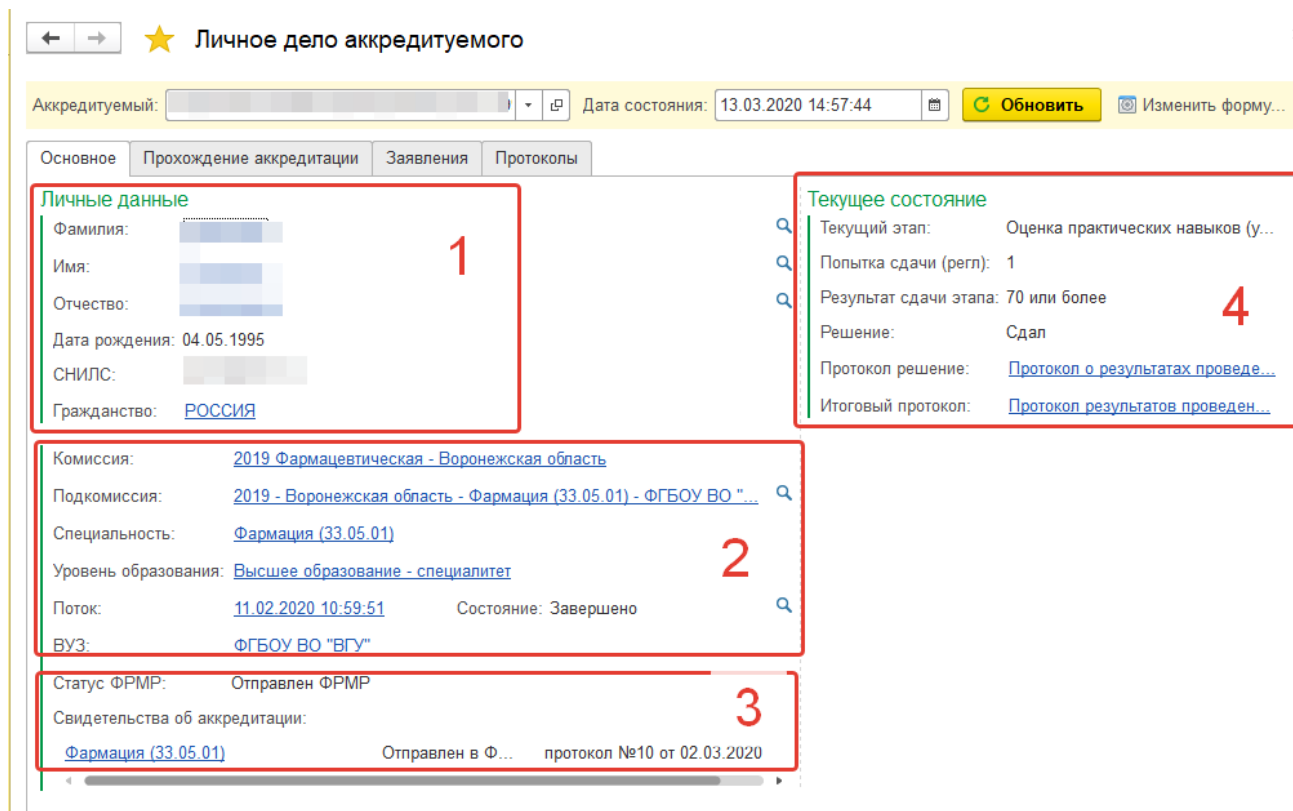 Личное дело аккредитуемого
Аккредитуемый: Дата состояния: 13.03.2020 14:57:44 Обновить Изменить форму...
Основное Прохождение аккредитации Заявления Протоколы
Личные данные
Фамилия:
Имя:
Отчество:
Дата рождения: 04.05.1995
СНИЛС:
Гражданство: РОССИЯ
1
Комиссия: 2019 Фармацевтическая - Воронежская область
Подкомиссия: 2019 - Воронежская область - Фармация (33.05.01) - ФГБОУ ВО "...
Специальность: Фармация (33.05.01)
Уровень образования: Высшее образование - специалитет
Поток: 11.02.2020 10:59:51 Состояние: Завершено
ВУЗ: ФГБОУ ВО "ВГУ"
2
Статус ФРМР: Отправлен ФРМР
Свидетельства об аккредитации:
Фармация (33.05.01) Отправлен в Ф... протокол №10 от 02.03.2020
3
Текущее состояние
Текущий этап: Оценка практических навыков (у...
Попытка сдачи (регл): 1
Результат сдачи этапа: 70 или более
Решение: Сдал
Протокол решение: Протокол о результатах проведе...
Итоговый протокол: Протокол результатов проведен...
4